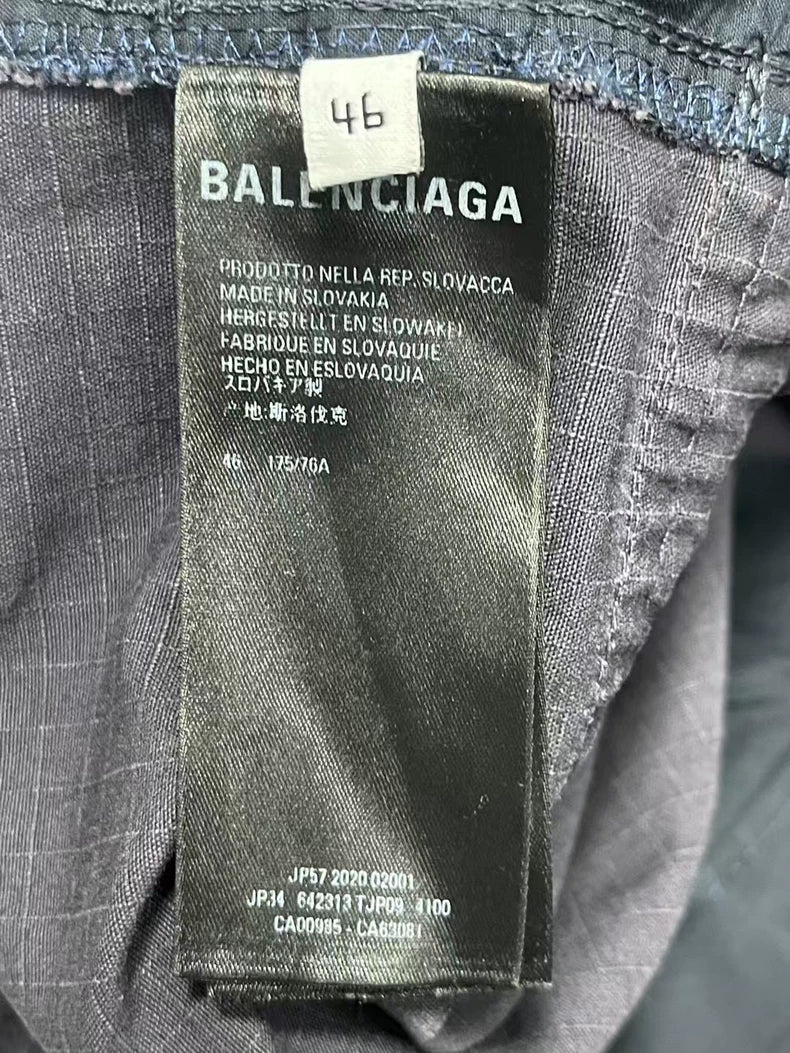 46
BALENCIAGA
PRODOTTO NELLA REP. SLOVACCA
MADE IN SLOVAKIA
HERGESTELLT EN SLOWAKEI
FABRIQUE EN SLOVAQUIE
HECHO EN ESLOVAQUIA
スロバキア製
产地:斯洛伐克
46 175/76A
JP57 2020 02001
JP34 642313 TJP09 4100
CA00985 - CA63081